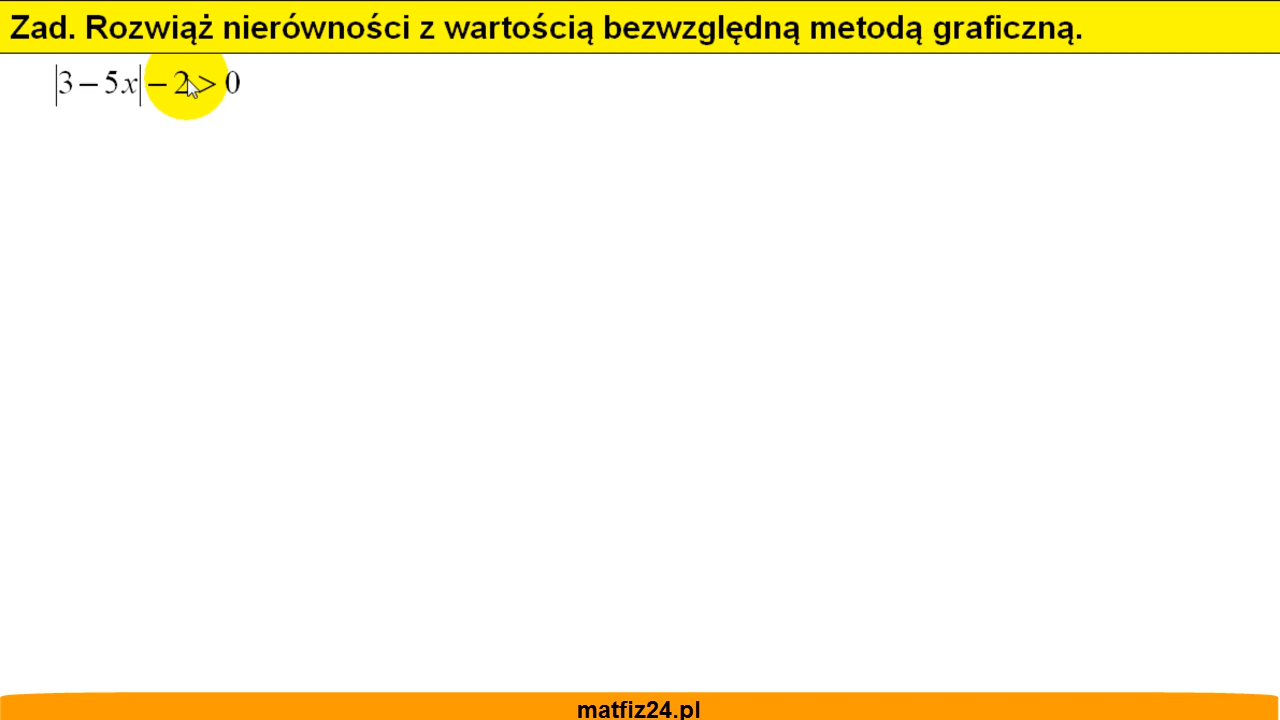 Zad. Rozwiąż nierówności z wartością bezwzględną metodą graficzną.
|3 − 5x| − 2 > 0
matfiz24.pl